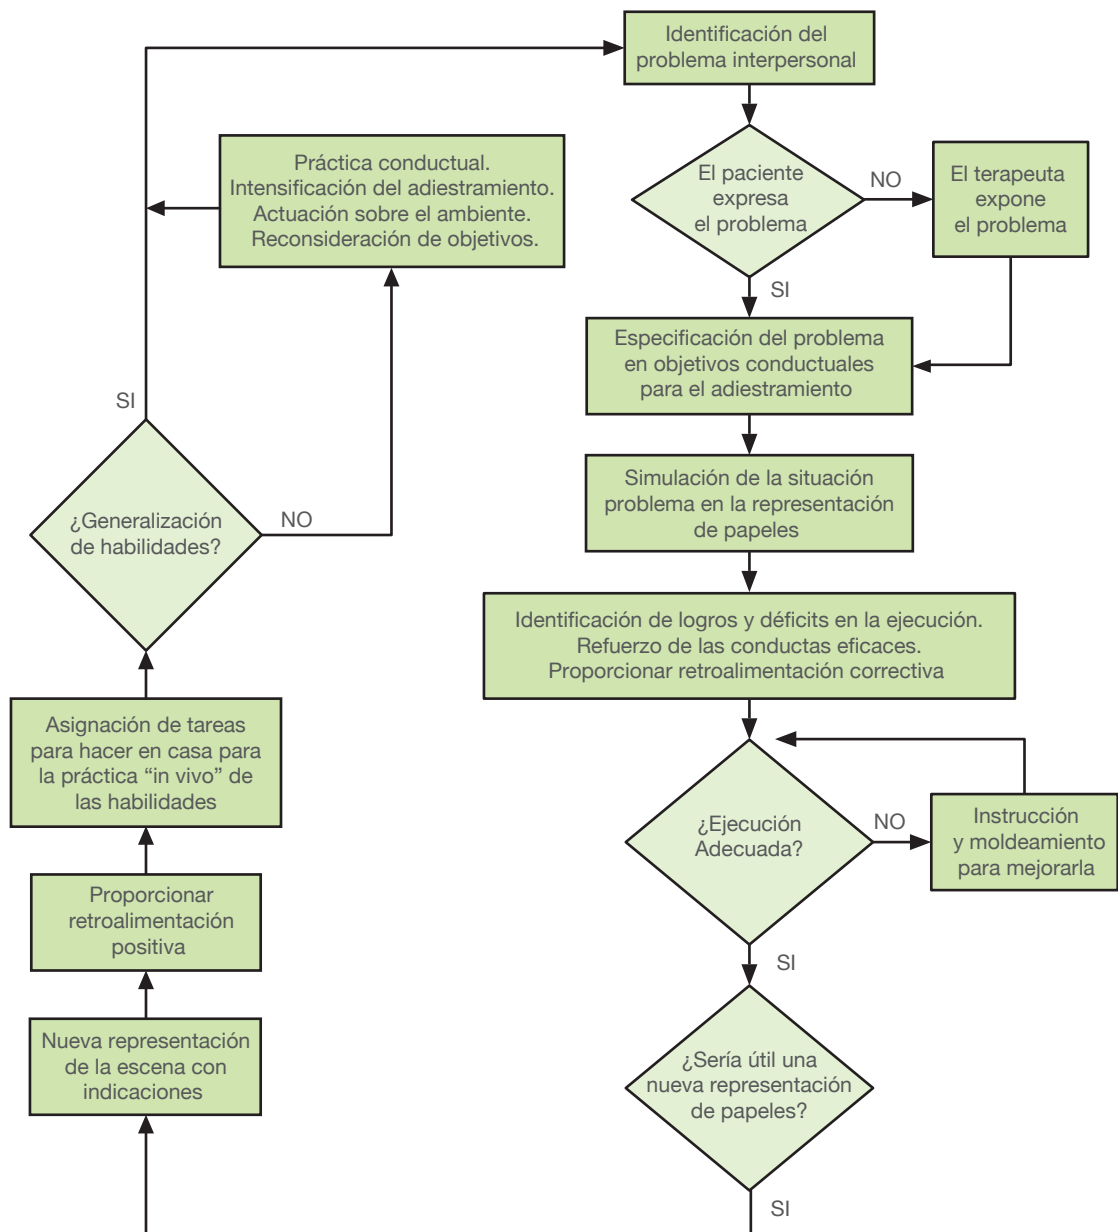 Identificación del
problema interpersonal
El paciente
expresa
el problema
NO
El terapeuta
expone
el problema
SI
Especificación del problema
en objetivos conductuales
para el adiestramiento
Simulación de la situación
problema en la representación
de papeles
Identificación de logros y déficits en la ejecución.
Refuerzo de las conductas eficaces.
Proporcionar retroalimentación correctiva
¿Ejecución
Adecuada?
NO
Instrucción
y moldeamiento
para mejorarla
SI
¿Sería útil una
nueva representación
de papeles?
SI
Nueva representación
de la escena con
indicaciones
Proporcionar
retroalimentación
positiva
Asignación de tareas
para hacer en casa para
la práctica “in vivo” de
las habilidades
¿Generalización
de habilidades?
NO
SI
Práctica conductual.
Intensificación del adiestramiento.
Actuación sobre el ambiente.
Reconsideración de objetivos.